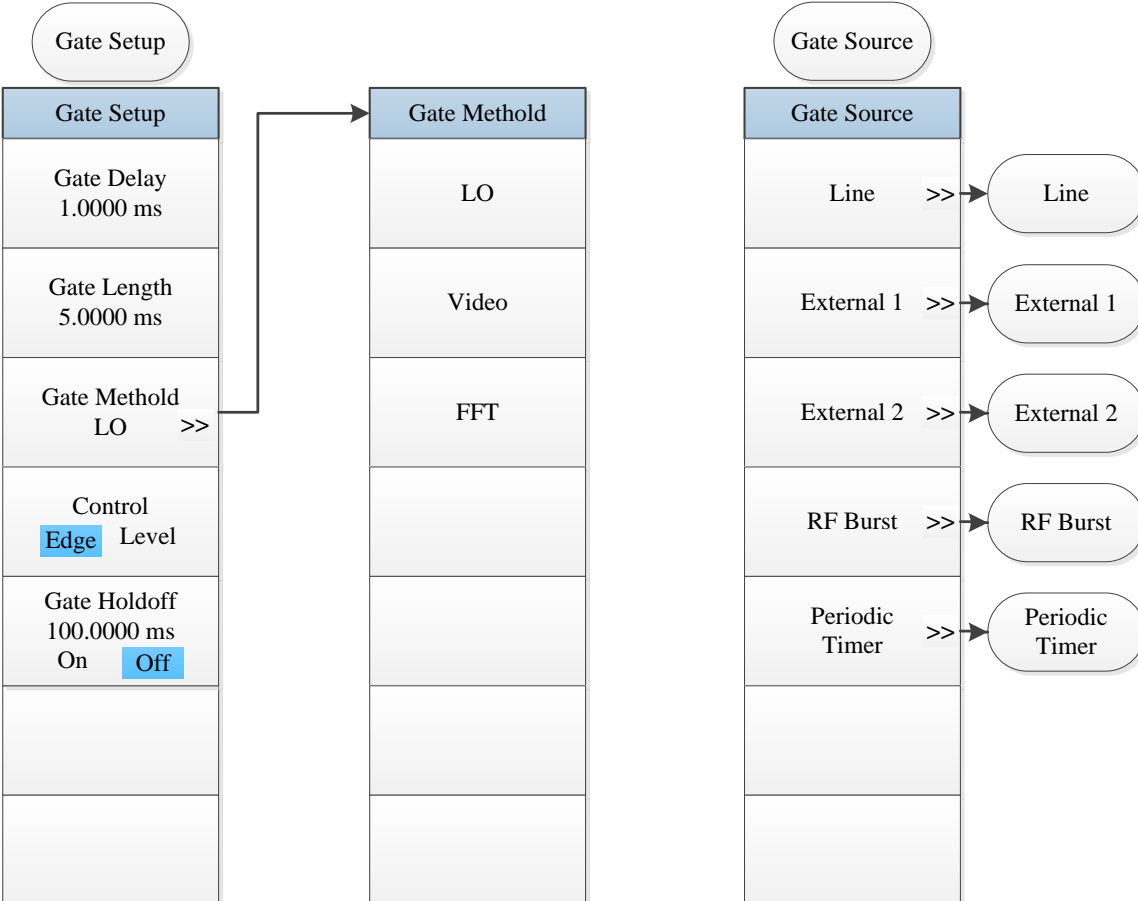 Gate Setup
Gate Setup
Gate Delay
1.0000 ms
Gate Length
5.0000 ms
Gate Methold
LO >>
Control
Edge Level
Gate Holdoff
100.0000 ms
On Off
Gate Methold
LO
Video
FFT
Gate Source
Gate Source
Line >> Line
External 1 >> External 1
External 2 >> External 2
RF Burst >> RF Burst
Periodic
Timer
>>
Periodic
Timer